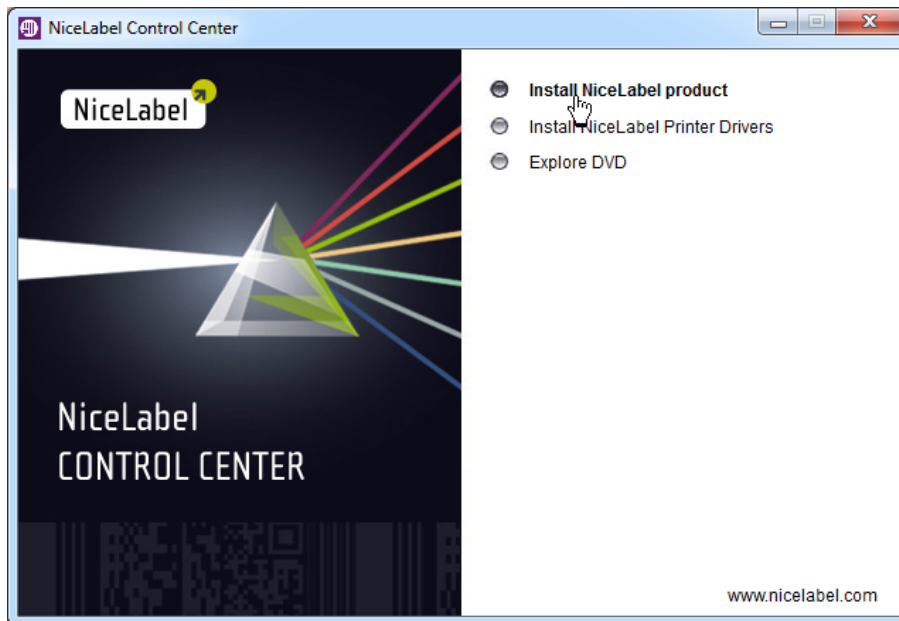 NiceLabel Control Center
NiceLabel
NiceLabel
CONTROL CENTER
Install NiceLabel product
Install NiceLabel Printer Drivers
Explore DVD
www.nicelabel.com